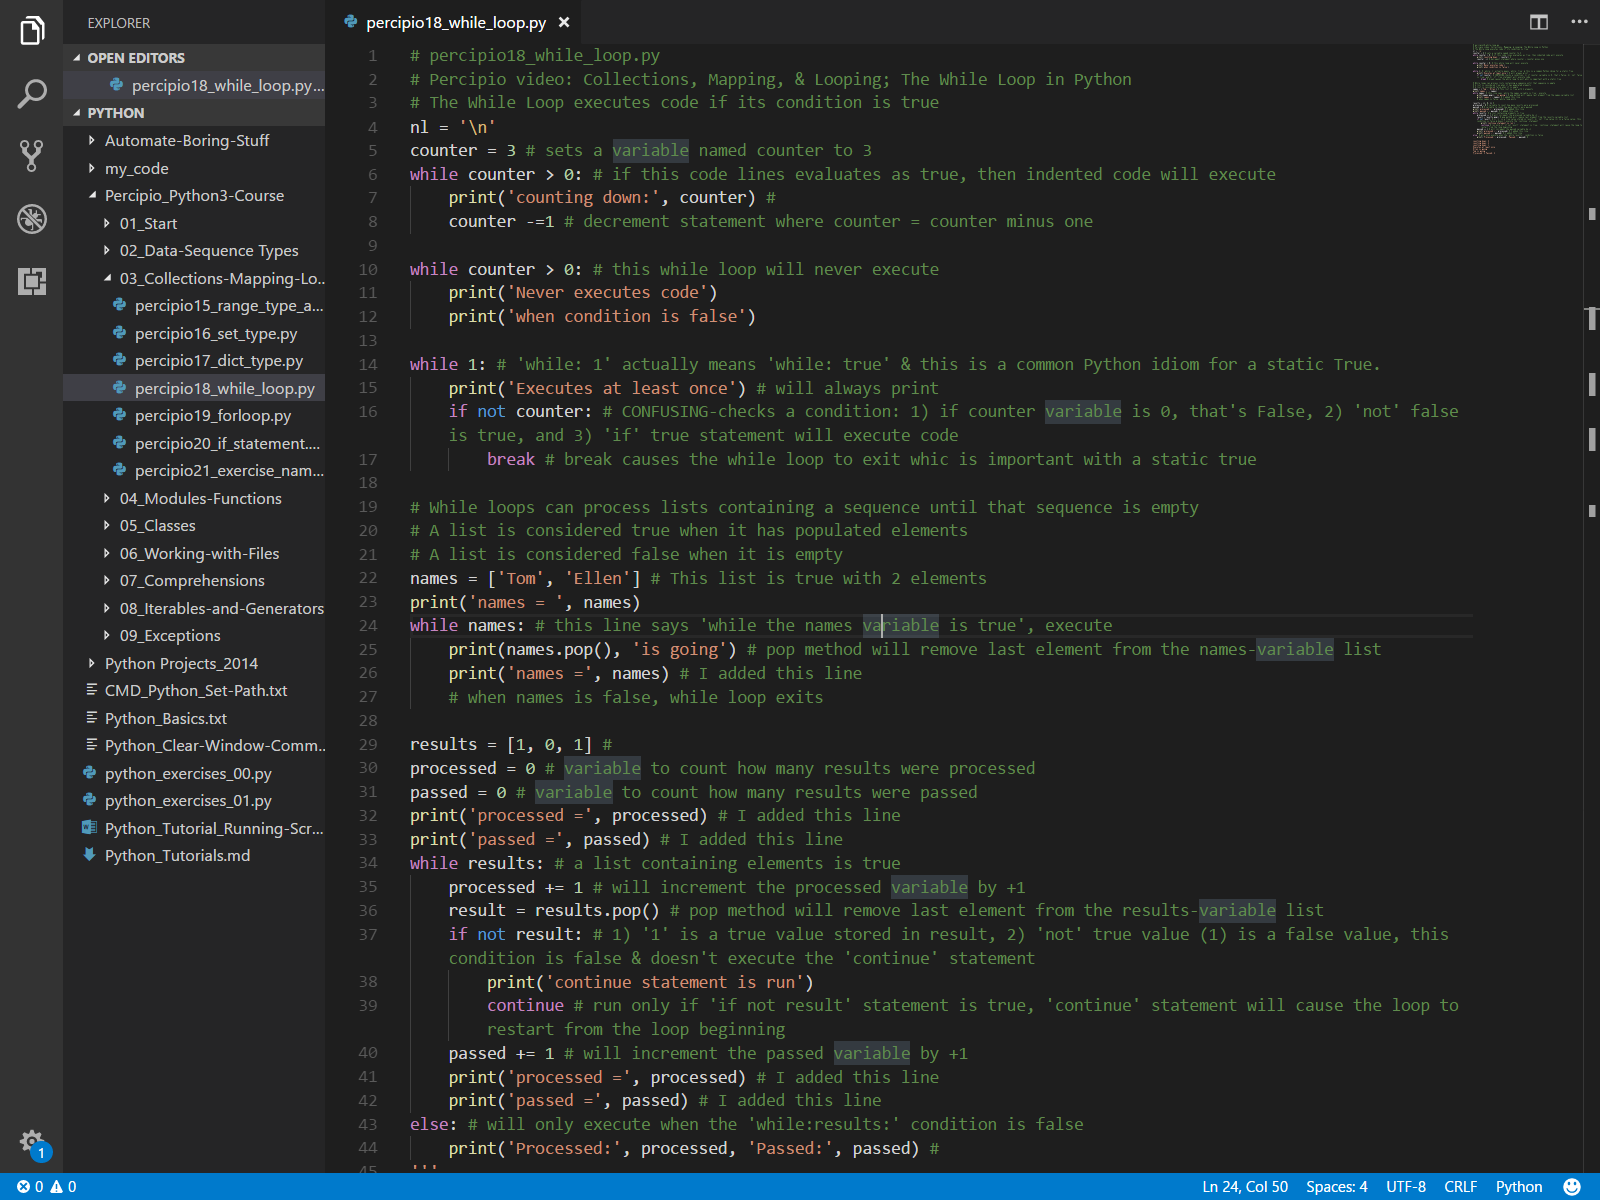 EXPLORER
OPEN EDITORS
percipio18_while_loop.py...
PYTHON
Automate-Boring-Stuff
my_code
Percipio_Python3-Course
01_Start
02_Data-Sequence Types
03_Collections-Mapping-Lo...
percipio15_range_type_a...
percipio16_set_type.py
percipio17_dict_type.py
percipio18_while_loop.py
percipio19_forloop.py
percipio20_if_statement....
percipio21_exercise_nam...
04_Modules-Functions
05_Classes
06_Working-with-Files
07_Comprehensions
08_Iterables-and-Generators
09_Exceptions
Python Projects_2014
CMD_Python_Set-Path.txt
Python_Basics.txt
Python_Clear-Window-Comm...
python_exercises_00.py
python_exercises_01.py
Python_Tutorial_Running-Scr...
Python_Tutorials.md
1
percipio18_while_loop.py
1 # percipio18_while_loop.py
2 # Percipio video: Collections, Mapping, & Looping; The While Loop in Python
3 # The While Loop executes code if its condition is true
4 nl = '\n'
5 counter = 3 # sets a variable named counter to 3
6 while counter > 0: # if this code lines evaluates as true, then indented code will execute
7 print('counting down:', counter) #
8 counter -=1 # decrement statement where counter = counter minus one
9
10 while counter > 0: # this while loop will never execute
11 print('Never executes code')
12 print('when condition is false')
13
14 while 1: # 'while: 1' actually means 'while: true' & this is a common Python idiom for a static True.
15 print('Executes at least once') # will always print
16 if not counter: # CONFUSING-checks a condition: 1) if counter variable is 0, that's False, 2) 'not' false
is true, and 3) 'if' true statement will execute code
17 break # break causes the while loop to exit whic is important with a static true
18
19 # While loops can process lists containing a sequence until that sequence is empty
20 # A list is considered true when it has populated elements
21 # A list is considered false when it is empty
22 names = ['Tom', 'Ellen'] # This list is true with 2 elements
23 print('names = ', names)
24 while names: # this line says 'while the names variable is true', execute
25 print(names.pop(), 'is going') # pop method will remove last element from the names-variable list
26 print('names =', names) # I added this line
27 # when names is false, while loop exits
28
29 results = [1, 0, 1] #
30 processed = 0 # variable to count how many results were processed
31 passed = 0 # variable to count how many results were passed
32 print('processed =', processed) # I added this line
33 print('passed =', passed) # I added this line
34 while results: # a list containing elements is true
35 processed += 1 # will increment the processed variable by +1
36 result = results.pop() # pop method will remove last element from the results-variable list
37 if not result: # 1) '1' is a true value stored in result, 2) 'not' true value (1) is a false value, this
condition is false & doesn't execute the 'continue' statement
38 print('continue statement is run')
39 continue # run only if 'if not result' statement is true, 'continue' statement will cause the loop to
restart from the loop beginning
40 passed += 1 # will increment the passed variable by +1
41 print('processed =', processed) # I added this line
42 print('passed =', passed) # I added this line
43 else: # will only execute when the 'while:results:' condition is false
44 print('Processed:', processed, 'Passed:', passed) #
45 '''
0 0 Ln 24, Col 50 Spaces: 4 UTF-8 CRLF Python